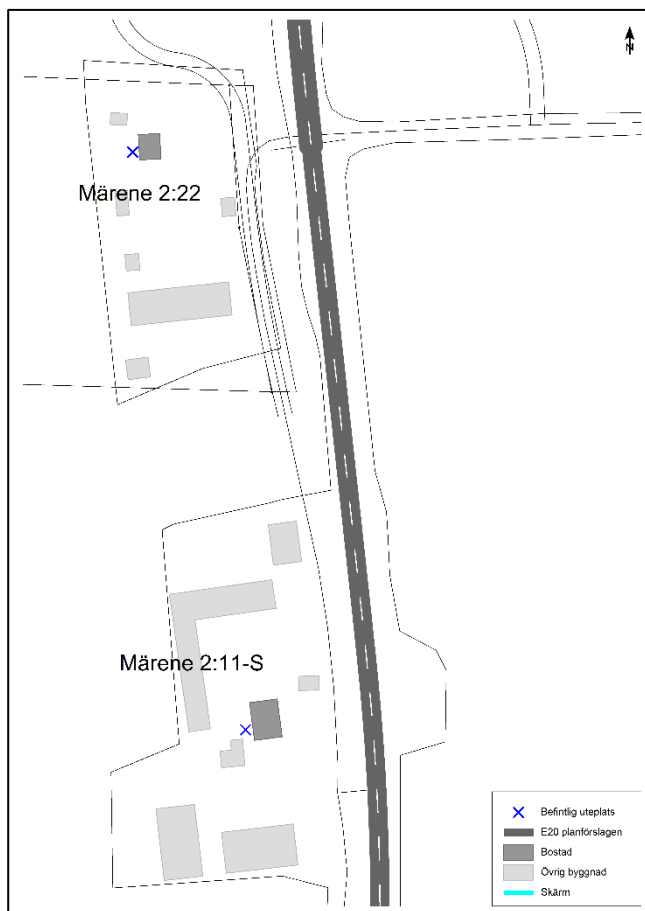 N
Märene 2:22
Märene 2:11-S
Befintlig uteplats
E20 planförslagen
Bostad
Övrig byggnad
Skärm